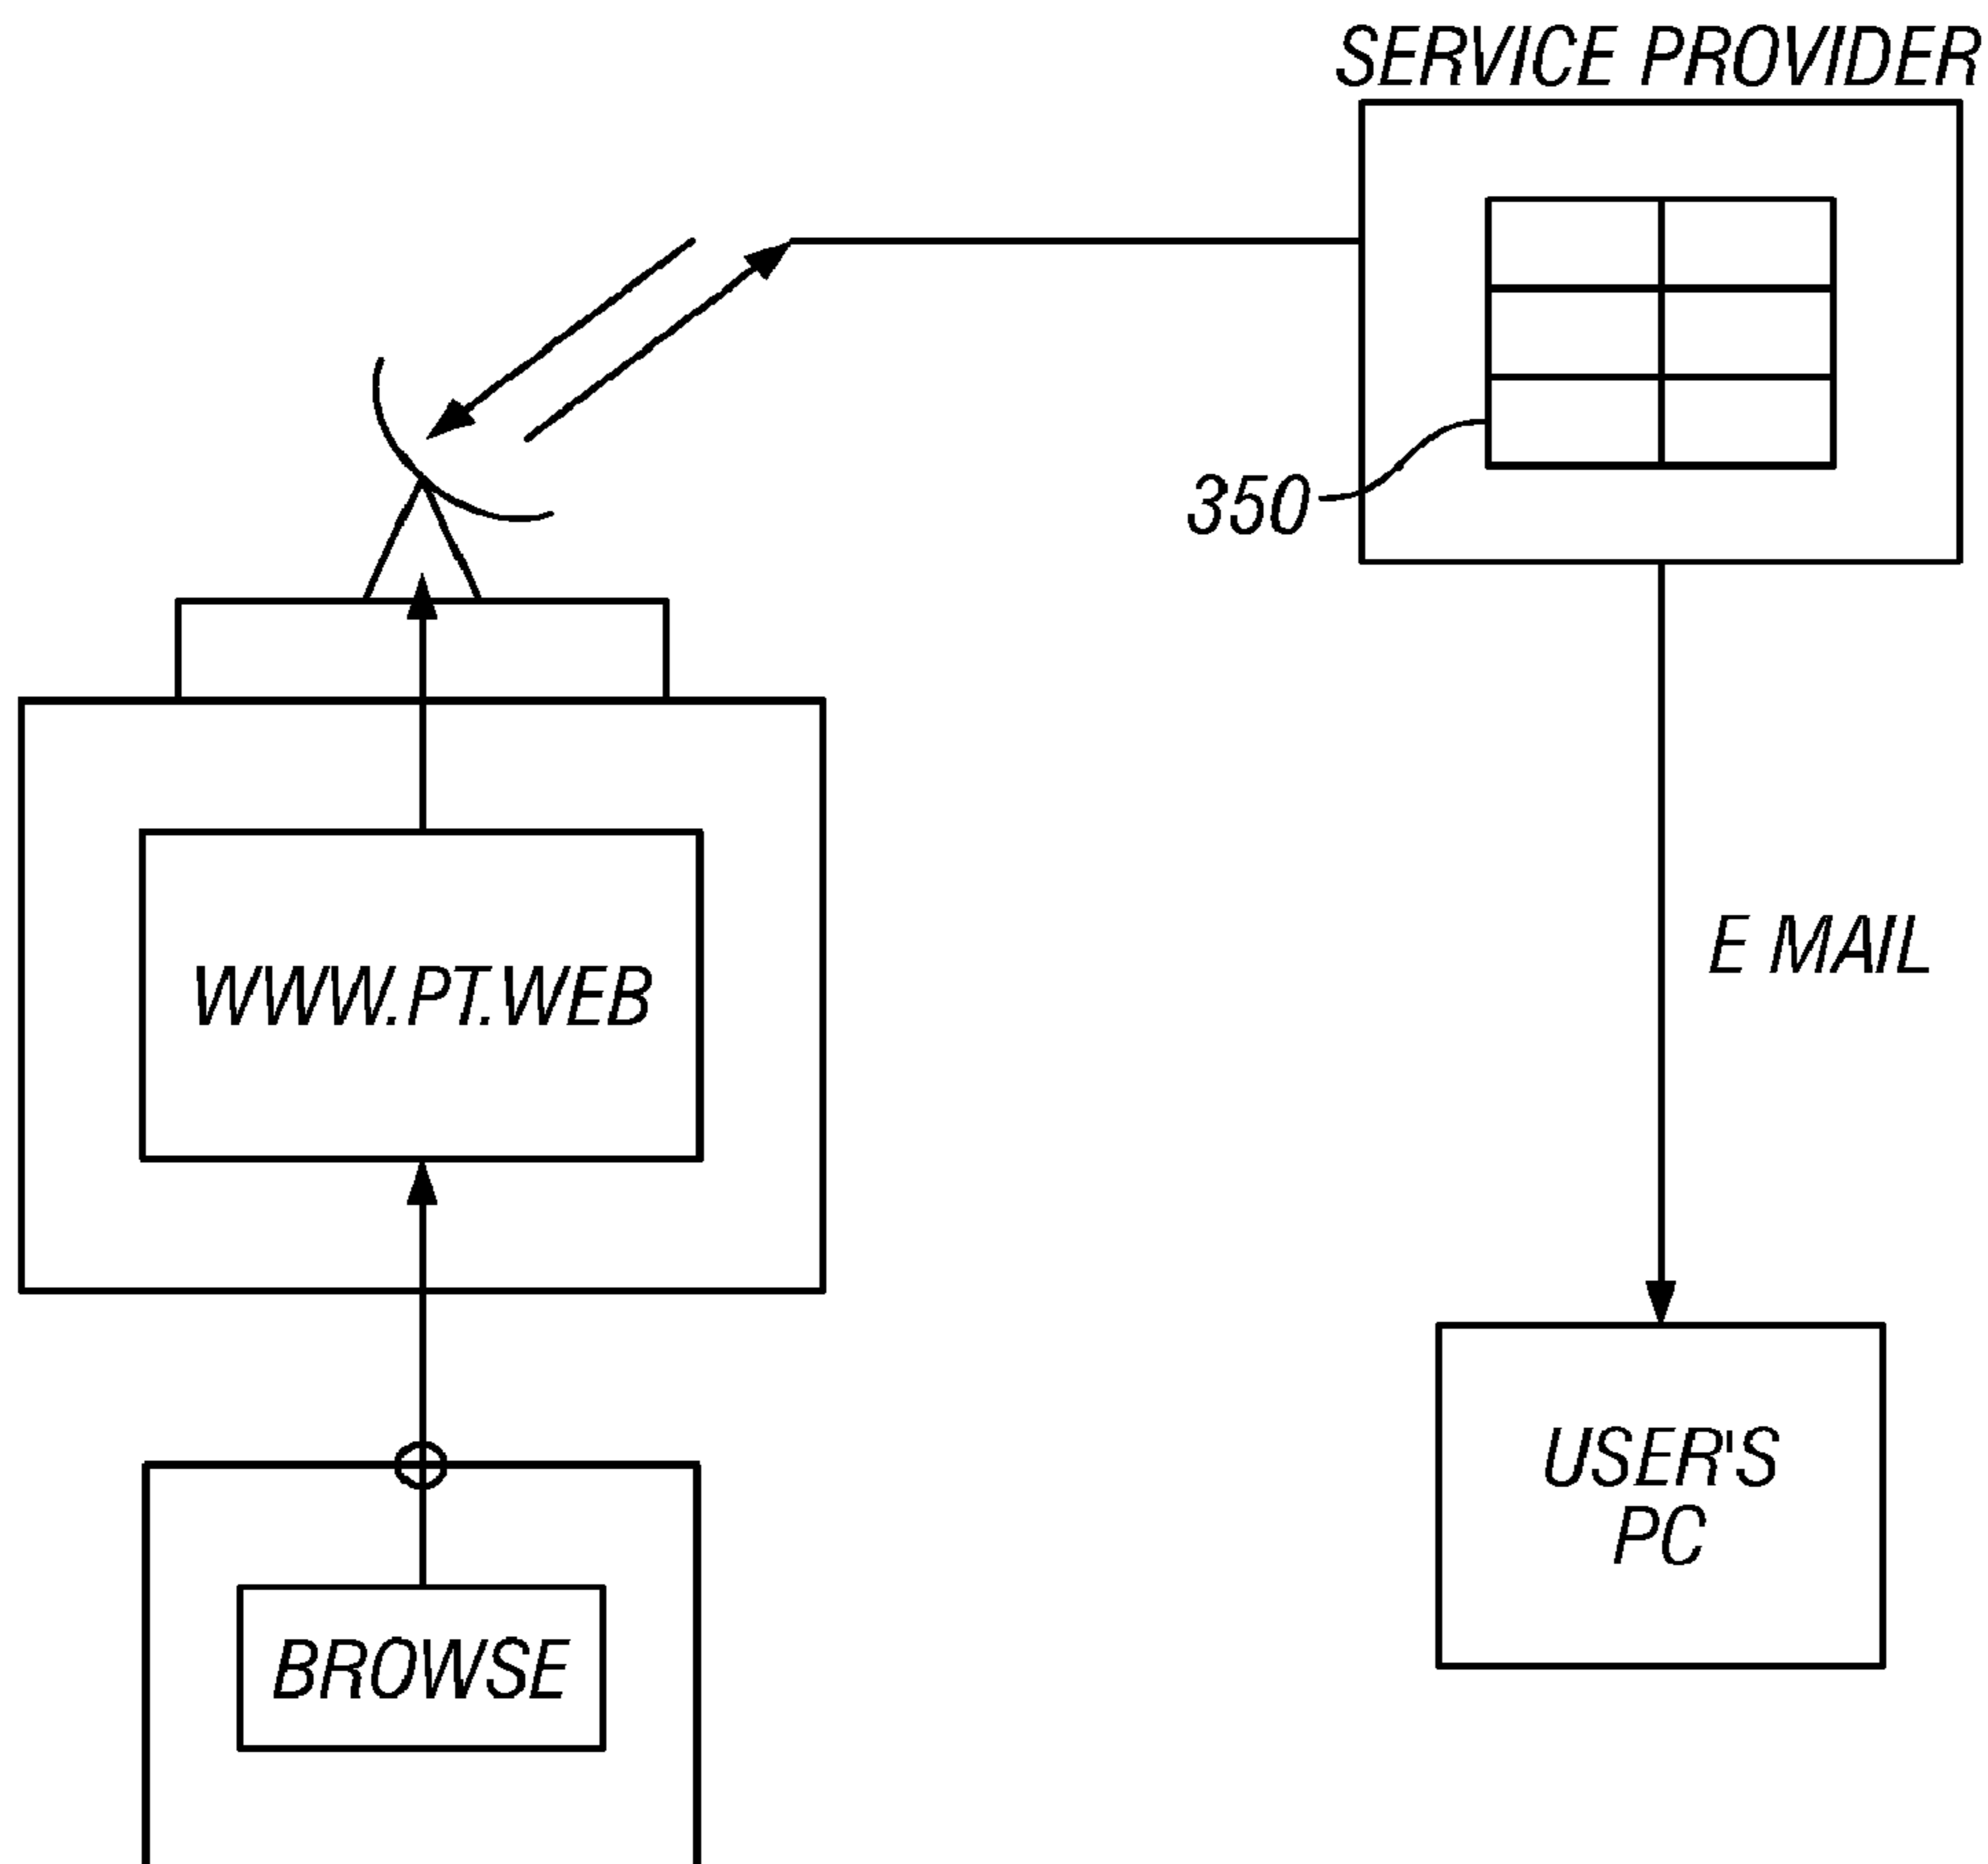 SERVICE PROVIDER
350
WWW.PT.WEB
E MAIL
USER'S
PC
BROWSE